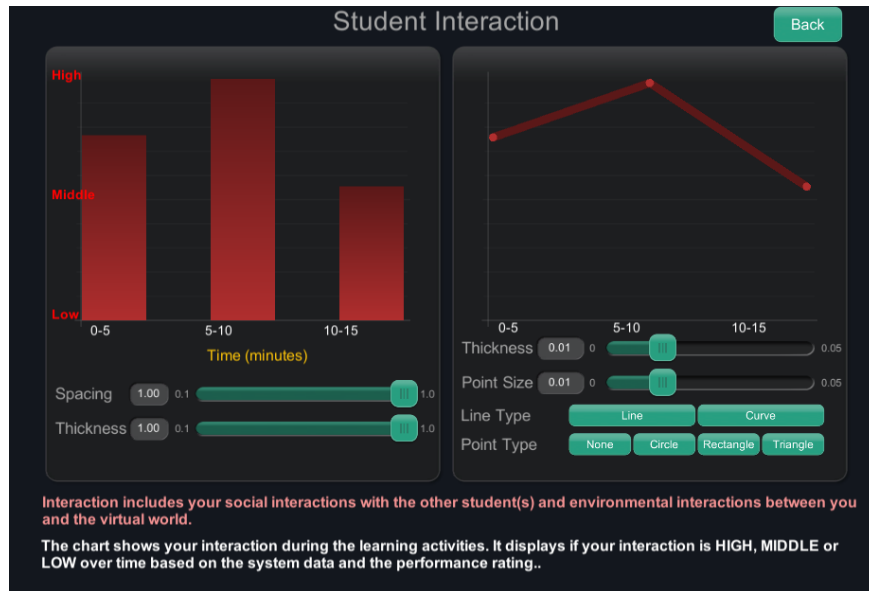 Student Interaction
Back
High
Middle
Low
0-5 5-10 10-15
Time (minutes)
Spacing 1.00 0.1 1.0
Thickness 1.00 0.1 1.0
0-5 5-10 10-15
Thickness 0.01 0 0.05
Point Size 0.01 0 0.05
Line Type Line Curve
Point Type None Circle Rectangle Triangle
Interaction includes your social interactions with the other student(s) and environmental interactions between you
and the virtual world.
The chart shows your interaction during the learning activities. It displays if your interaction is HIGH, MIDDLE or
LOW over time based on the system data and the performance rating..